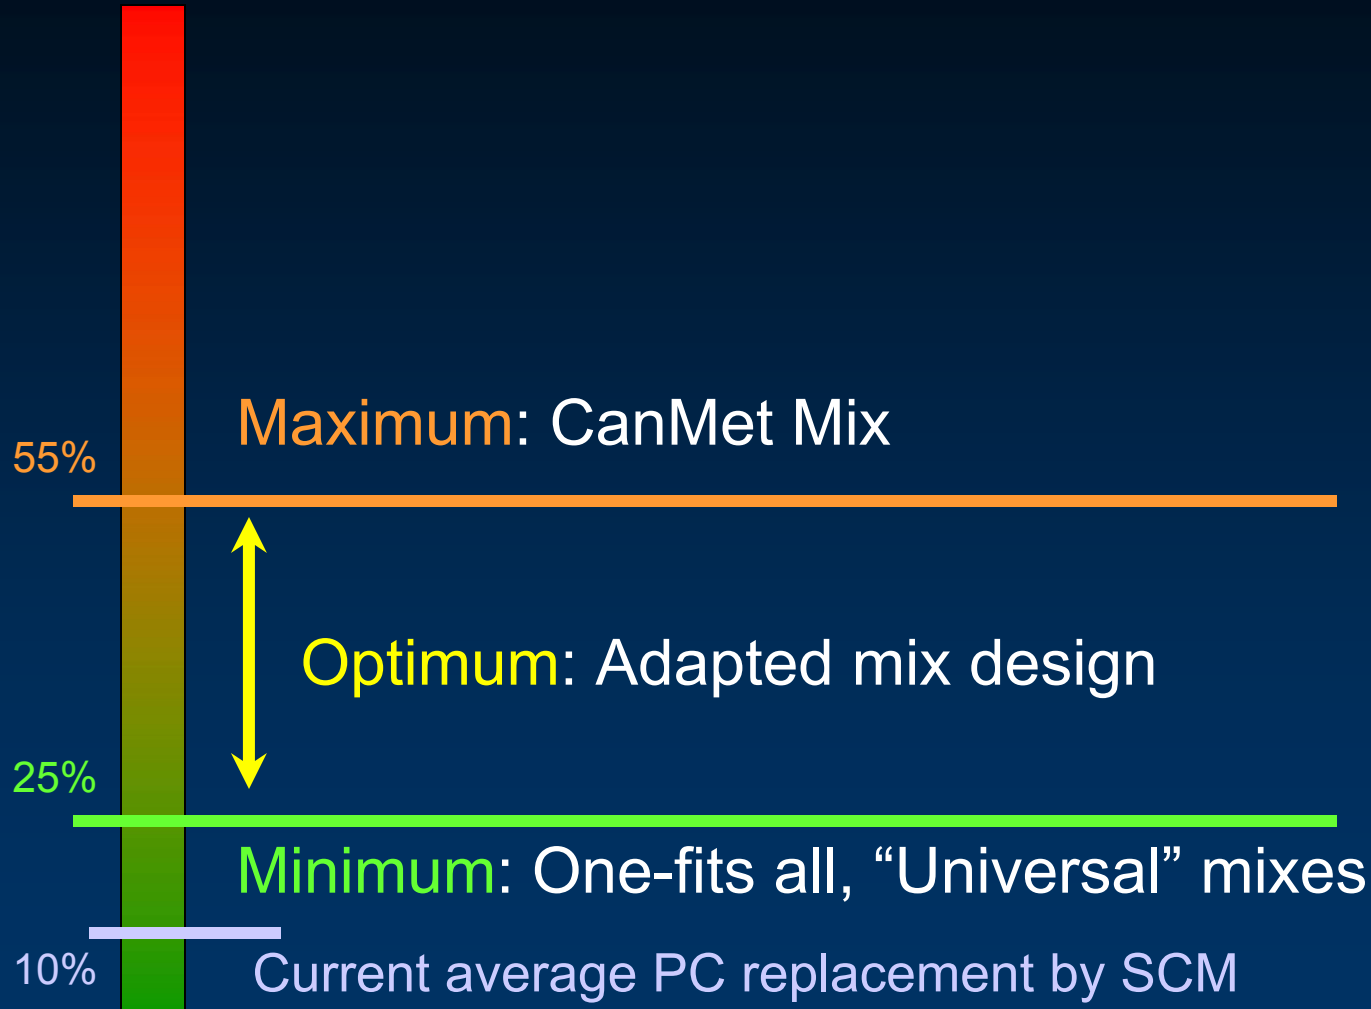 Maximum: CanMet Mix
55%
Optimum: Adapted mix design
25%
Minimum: One-fits all, “Universal” mixes
10%
Current average PC replacement by SCM